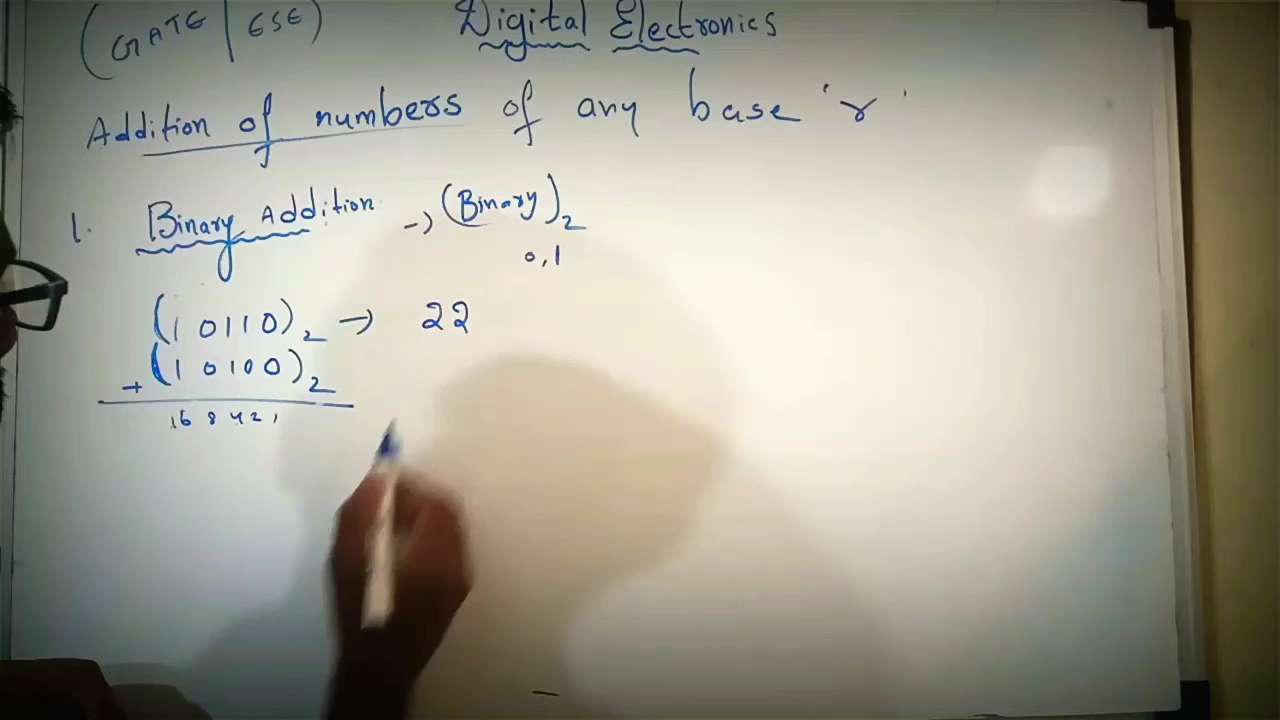 (GATE | ESE) Digital Electronics
Addition of numbers of any base 'r'
1. Binary Addition -> (Binary)2
0,1
(10110)2 -> 22
+ (10100)2
16 8 4 2 1